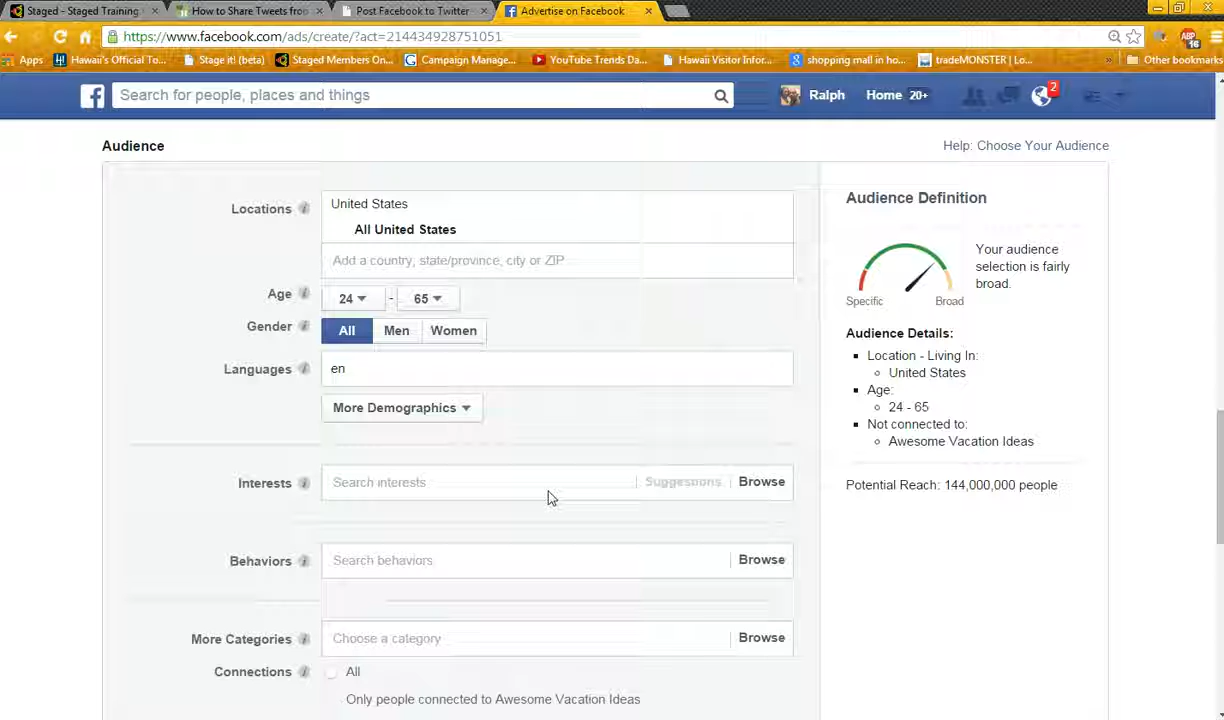 Staged - Staged Training
How to Share Tweets from
Post Facebook to Twitter -
Advertise on Facebook
https://www.facebook.com/ads/create/?act=214434928751051
ABP
16
Apps
Hawaii's Official To...
Stage it! (beta)
Staged Members On...
Campaign Manage...
YouTube Trends Da...
Hawaii Visitor Infor...
shopping mall in ho...
tradeMONSTER | Lo...
»
Other bookmarks
Search for people, places and things
Ralph
Home 20+
2
Audience
Help: Choose Your Audience
Locations
United States
All United States
Add a country, state/province, city or ZIP
Age
24 - 65
Gender
All Men Women
Languages
en
More Demographics
Interests
Search interests
Suggestions
Browse
Behaviors
Search behaviors
Browse
More Categories
Choose a category
Browse
Connections
All
Only people connected to Awesome Vacation Ideas
Audience Definition
Your audience
selection is fairly
broad.
Specific
Broad
Audience Details:
Location - Living In:
United States
Age:
24 - 65
Not connected to:
Awesome Vacation Ideas
Potential Reach: 144,000,000 people